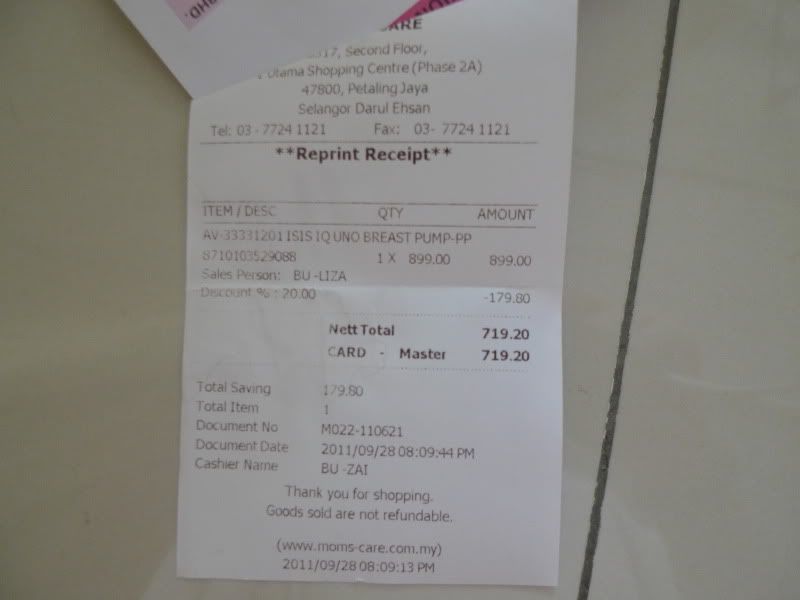 CARE
Second Floor,
Utama Shopping Centre (Phase 2A)
47800, Petaling Jaya
Selangor Darul Ehsan
Tel: 03 - 7724 1121 Fax: 03- 7724 1121
**Reprint Receipt**
ITEM / DESC QTY AMOUNT
AV-33331201 ISIS IQ UNO BREAST PUMP-PP
8710103529088 1 X 899.00 899.00
Sales Person: BU -LIZA
Discount % : 20.00 -179.80
Nett Total 719.20
CARD - Master 719.20
Total Saving 179.80
Total Item 1
Document No M022-110621
Document Date 2011/09/28 08:09:44 PM
Cashier Name BU -ZAI
Thank you for shopping.
Goods sold are not refundable.
(www.moms-care.com.my)
2011/09/28 08:09:13 PM